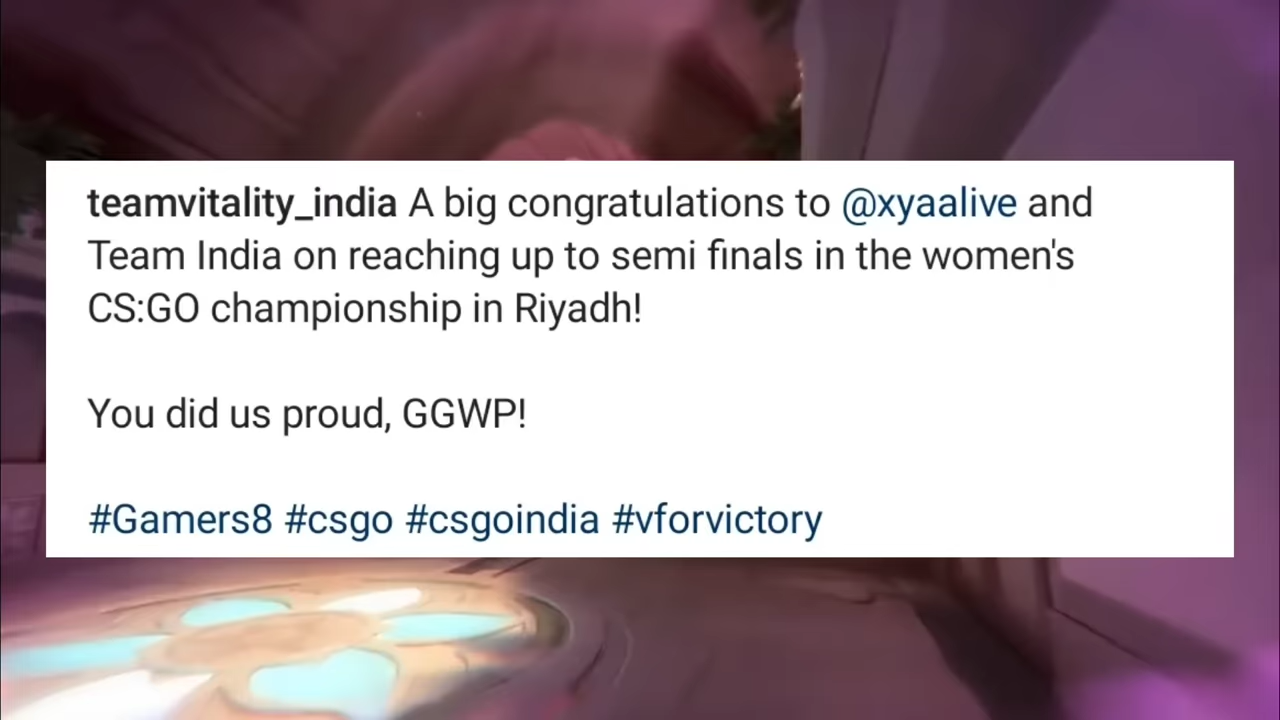 teamvitality_india A big congratulations to @xyaalive and
Team India on reaching up to semi finals in the women's
CS:GO championship in Riyadh!
You did us proud, GGWP!
#Gamers8 #csgo #csgoindia #vforvictory